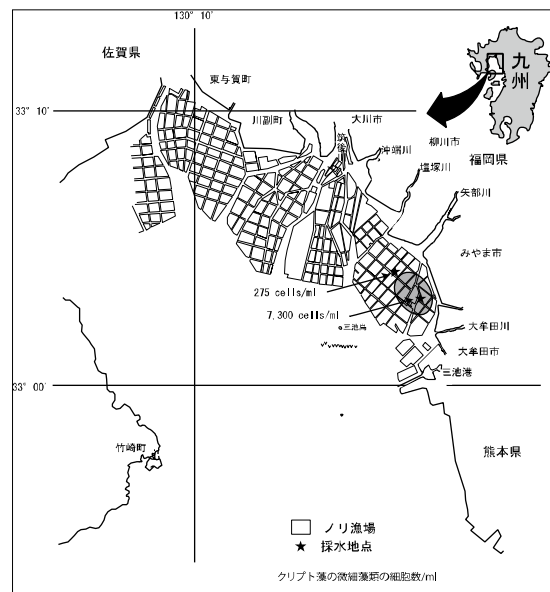 130° 10′
佐賀県
九州
東与賀町
33° 10′
川副町
大川市
筑後川
沖端川
柳川市
福岡県
塩塚川
矢部川
みやま市
275 cells/ml
7,300 cells/ml
三池島
大牟田川
大牟田市
三池港
33° 00′
竹崎町
熊本県
ノリ漁場
★ 採水地点
クリプト藻の微細藻類の細胞数/ml